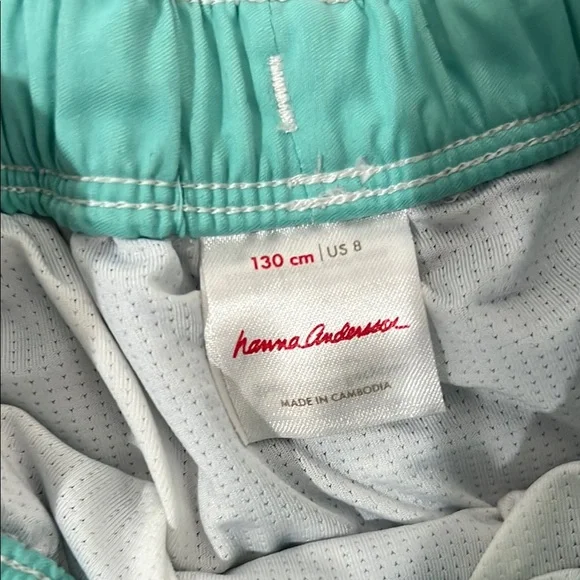 130 cm | US 8
hanna Andersson
MADE IN CAMBODIA